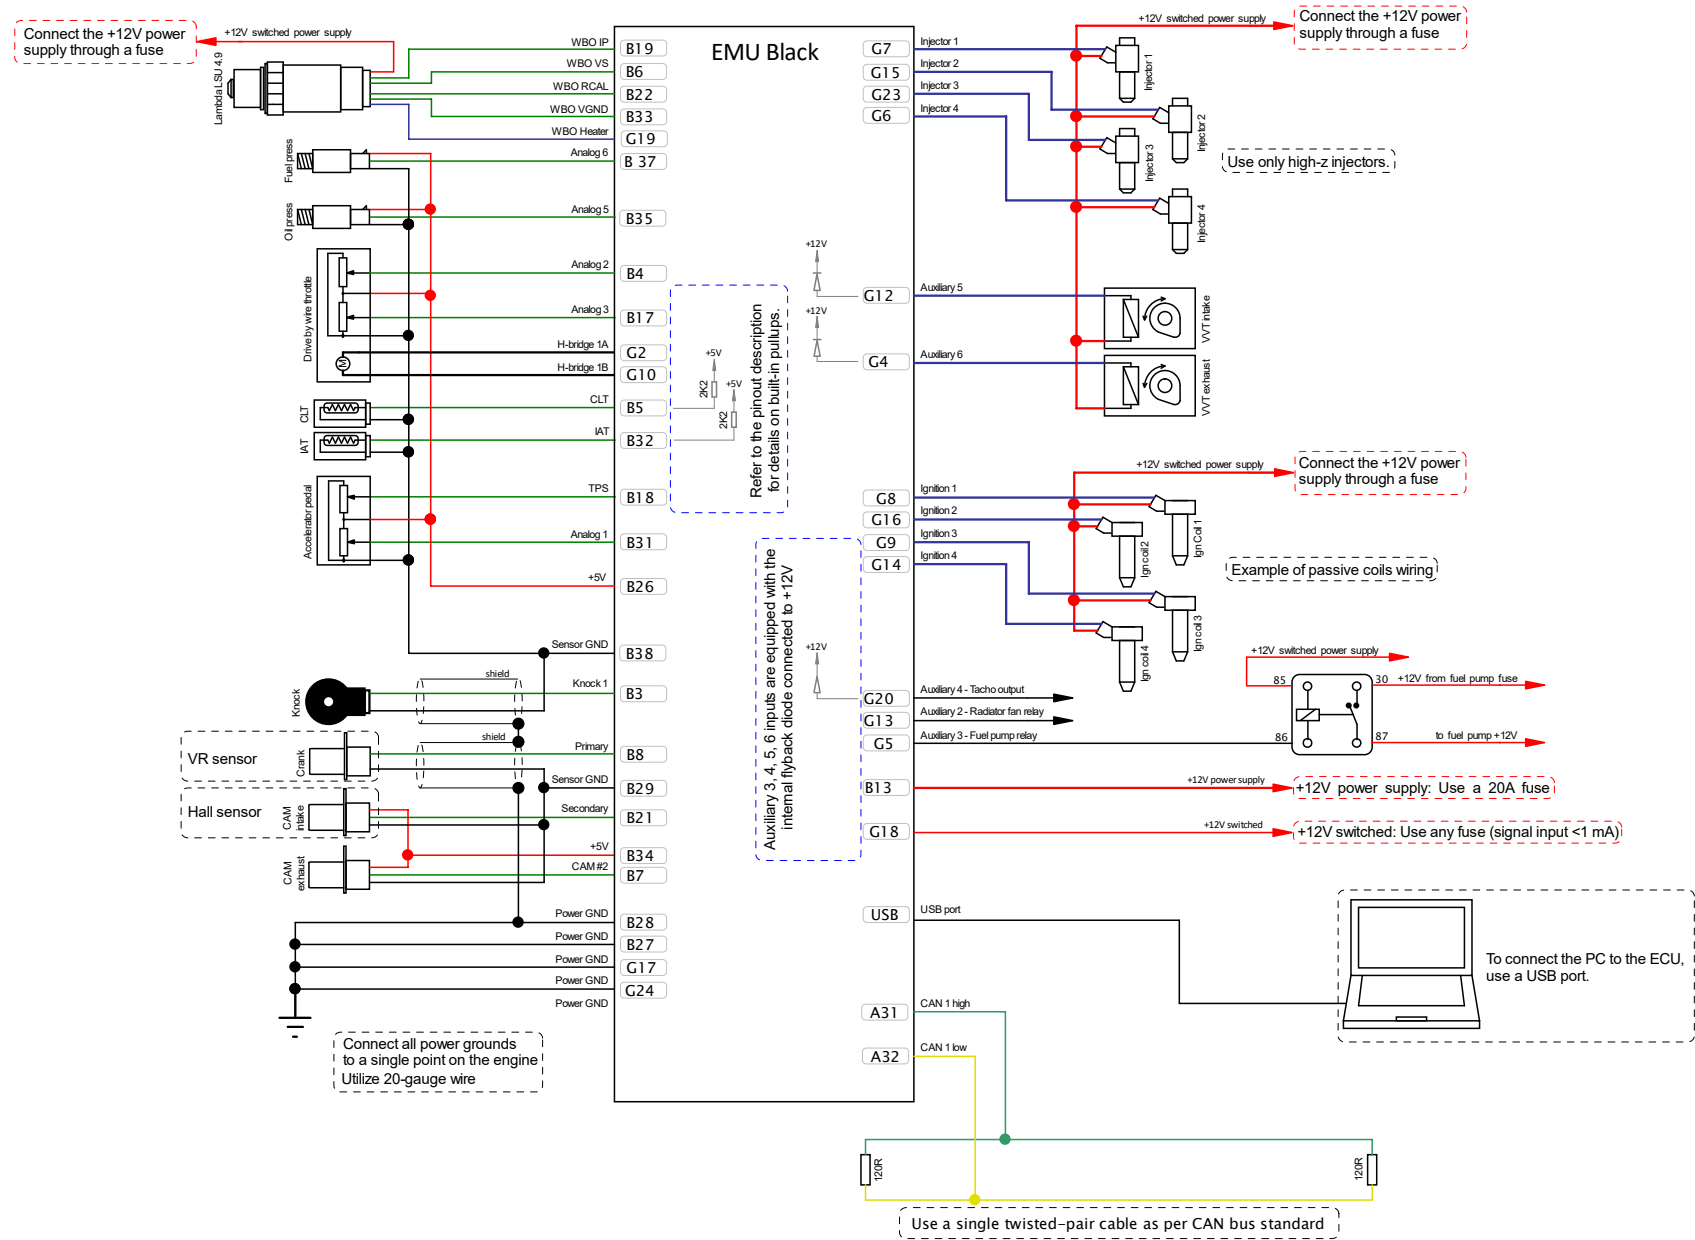 Connect the +12V power
supply through a fuse
+12V switched power supply
Lambda LSU 4.9
WBO IP
B19
WBO VS
B6
WBO RCAL
B22
WBO VGND
B33
WBO Heater
G19
Fuel press
Analog 6
B 37
Oil press
Analog 5
B35
Drive by wire throttle
Analog 2
B4
Analog 3
B17
H-bridge 1A
G2
H-bridge 1B
G10
CLT
CLT
B5
IAT
IAT
B32
Accelerator pedal
TPS
B18
Analog 1
B31
+5V
B26
Sensor GND
B38
Knock
shield
Knock 1
B3
VR sensor
Crank
shield
Primary
B8
Sensor GND
B29
Hall sensor
CAM
intake
Secondary
B21
+5V
B34
CAM
exhaust
CAM #2
B7
Power GND
B28
Power GND
B27
Power GND
G17
Power GND
G24
Power GND
Connect all power grounds
to a single point on the engine
Utilize 20-gauge wire
EMU Black
+5V
2K2
+5V
2K2
Refer to the pinout description
for details on built-in pullups.
+12V
+12V
Auxiliary 3, 4, 5, 6 inputs are equipped with the
internal flyback diode connected to +12V
+12V
G7
Injector 1
G15
Injector 2
G23
Injector 3
G6
Injector 4
+12V switched power supply
Connect the +12V power
supply through a fuse
Injector 1
Injector 2
Injector 3
Injector 4
Use only high-z injectors.
G12
Auxiliary 5
VVT intake
G4
Auxiliary 6
VVT exhaust
+12V switched power supply
Connect the +12V power
supply through a fuse
G8
Ignition 1
G16
Ignition 2
G9
Ignition 3
G14
Ignition 4
Ign Coil 1
Ign coil 2
Ign coil 3
Ign coil 4
Example of passive coils wiring
+12V switched power supply
85
30
+12V from fuel pump fuse
86
87
to fuel pump +12V
G20
Auxiliary 4 - Tacho output
G13
Auxiliary 2 - Radiator fan relay
G5
Auxiliary 3 - Fuel pump relay
B13
+12V power supply
+12V power supply: Use a 20A fuse
G18
+12V switched
+12V switched: Use any fuse (signal input <1 mA)
USB
USB port
To connect the PC to the ECU,
use a USB port.
A31
CAN 1 high
A32
CAN 1 low
120R
120R
Use a single twisted-pair cable as per CAN bus standard